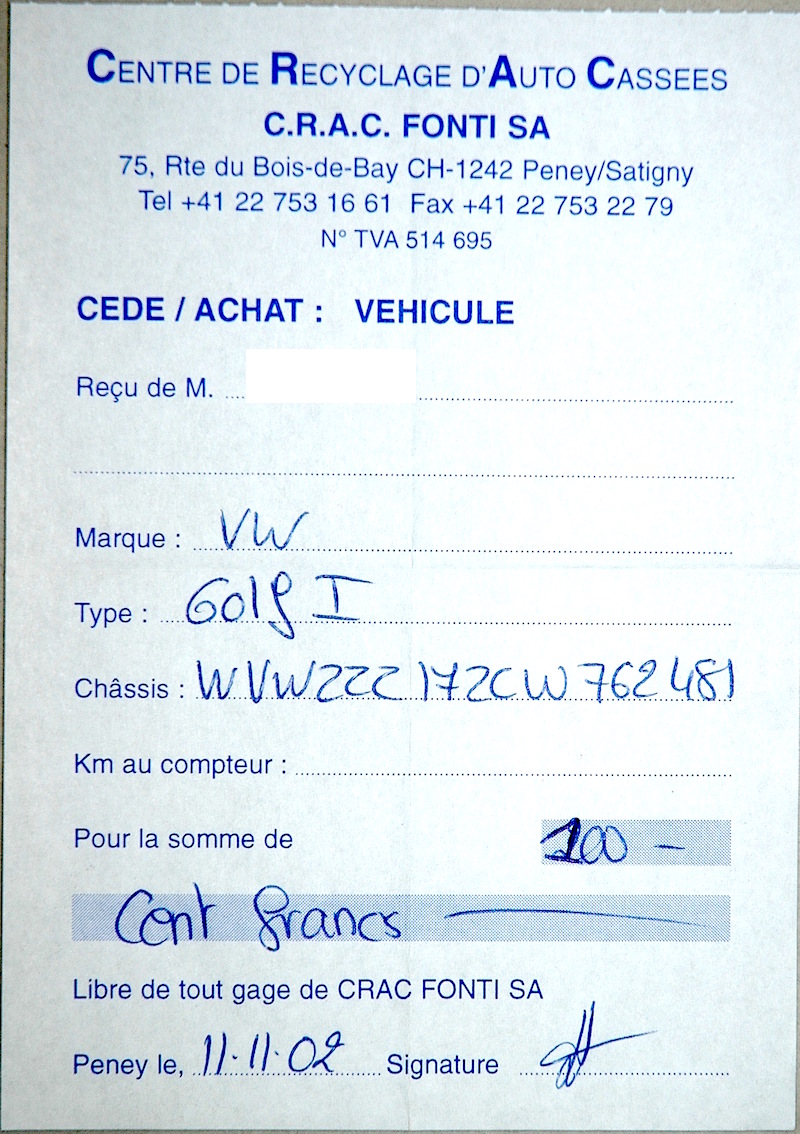 CENTRE DE RECYCLAGE D'AUTO CASSEES
C.R.A.C. FONTI SA
75, Rte du Bois-de-Bay CH-1242 Peney/Satigny
Tel +41 22 753 16 61 Fax +41 22 753 22 79
N° TVA 514 695
CEDE / ACHAT : VEHICULE
Reçu de M.
Marque : VW
Type : Golf I
Châssis : WVWZZZ17ZCW762481
Km au compteur :
Pour la somme de 100 —
Cent francs
Libre de tout gage de CRAC FONTI SA
Peney le, 11.11.02 Signature